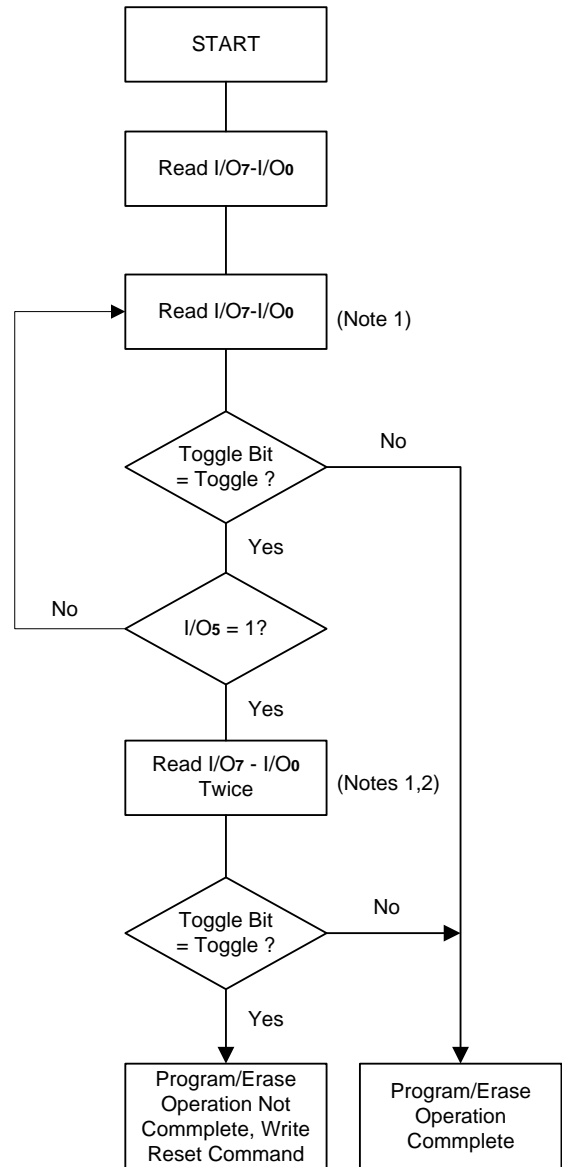 START
Read I/O7-I/O0
Read I/O7-I/O0
(Note 1)
Toggle Bit
= Toggle ?
No
Yes
I/O5 = 1?
No
Yes
Read I/O7 - I/O0
Twice
(Notes 1,2)
Toggle Bit
= Toggle ?
No
Yes
Program/Erase
Operation Not
Commplete, Write
Reset Command
Program/Erase
Operation
Commplete